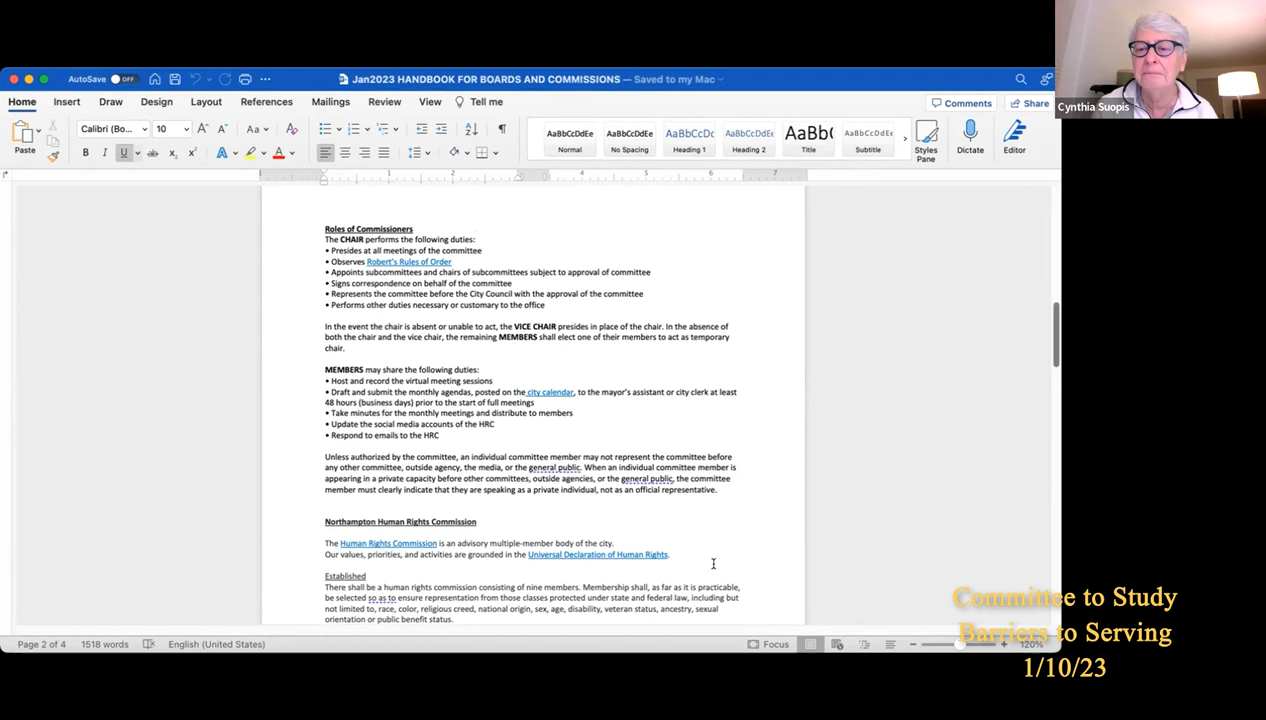 AutoSave OFF
Jan2023 HANDBOOK FOR BOARDS AND COMMISSIONS — Saved to my Mac
Home Insert Draw Design Layout References Mailings Review View Tell me
Comments Share
Paste
Calibri (Bo... 10
AaBbCcDdEe AaBbCcDdEe AaBbCcDc AaBbCcDdEe AaBb( AaBbCcDdEe
Normal No Spacing Heading 1 Heading 2 Title Subtitle
Styles Pane
Dictate
Editor
1 1 2 3 4 5 6 7
Roles of Commissioners
The CHAIR performs the following duties:
• Presides at all meetings of the committee
• Observes Robert's Rules of Order
• Appoints subcommittees and chairs of subcommittees subject to approval of committee
• Signs correspondence on behalf of the committee
• Represents the committee before the City Council with the approval of the committee
• Performs other duties necessary or customary to the office
In the event the chair is absent or unable to act, the VICE CHAIR presides in place of the chair. In the absence of
both the chair and the vice chair, the remaining MEMBERS shall elect one of their members to act as temporary
chair.
MEMBERS may share the following duties:
• Host and record the virtual meeting sessions
• Draft and submit the monthly agendas, posted on the city calendar, to the mayor's assistant or city clerk at least
48 hours (business days) prior to the start of full meetings
• Take minutes for the monthly meetings and distribute to members
• Update the social media accounts of the HRC
• Respond to emails to the HRC
Unless authorized by the committee, an individual committee member may not represent the committee before
any other committee, outside agency, the media, or the general public. When an individual committee member is
appearing in a private capacity before other committees, outside agencies, or the general public, the committee
member must clearly indicate that they are speaking as a private individual, not as an official representative.
Northampton Human Rights Commission
The Human Rights Commission is an advisory multiple-member body of the city.
Our values, priorities, and activities are grounded in the Universal Declaration of Human Rights.
Established
There shall be a human rights commission consisting of nine members. Membership shall, as far as it is practicable,
be selected so as to ensure representation from those classes protected under state and federal law, including but
not limited to, race, color, religious creed, national origin, sex, age, disability, veteran status, ancestry, sexual
orientation or public benefit status.
Page 2 of 4 1518 words English (United States) Focus 120%
Cynthia Suopis
Committee to Study
Barriers to Serving
1/10/23